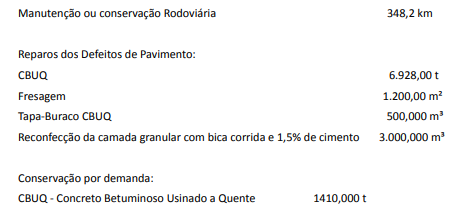 Manutenção ou conservação Rodoviária 348,2 km
Reparos dos Defeitos de Pavimento:
CBUQ 6.928,00 t
Fresagem 1.200,00 m²
Tapa-Buraco CBUQ 500,000 m³
Reconfecção da camada granular com bica corrida e 1,5% de cimento 3.000,000 m³
Conservação por demanda:
CBUQ - Concreto Betuminoso Usinado a Quente 1410,000 t